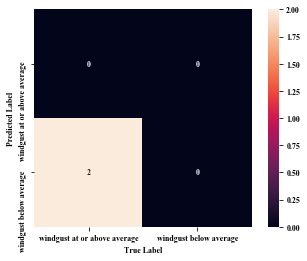 2.00
1.75
1.50
1.25
1.00
0.75
0.50
0.25
0.00
Predicted Label
windgust at or above average
windgust below average
0
0
2
0
windgust at or above average
windgust below average
True Label